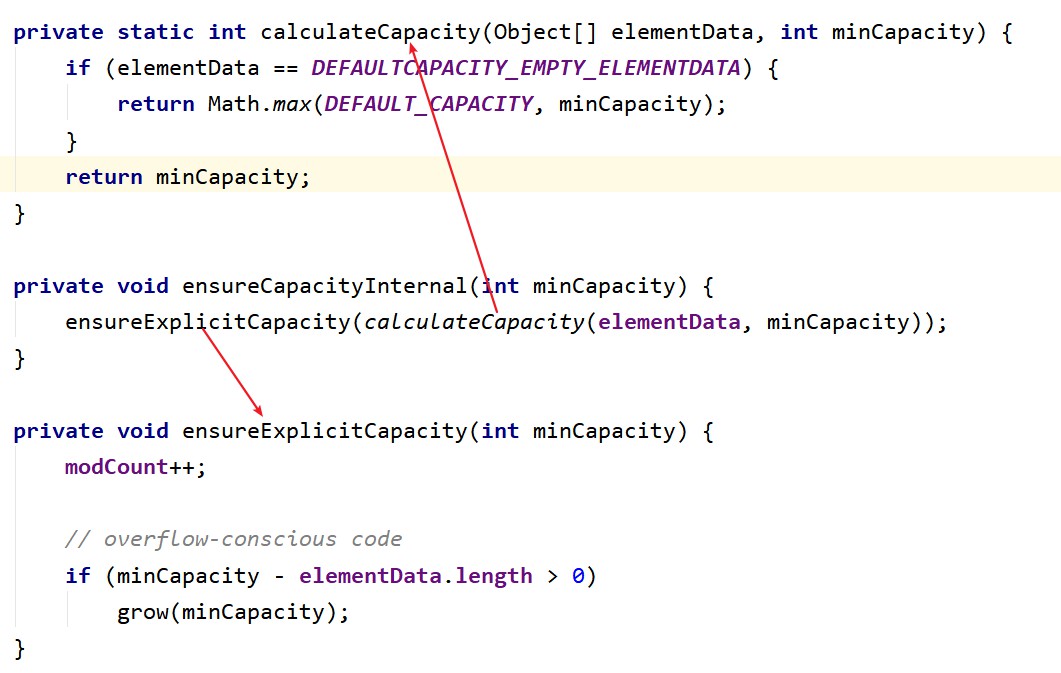 private static int calculateCapacity(Object[] elementData, int minCapacity) {
    if (elementData == DEFAULTCAPACITY_EMPTY_ELEMENTDATA) {
        return Math.max(DEFAULT_CAPACITY, minCapacity);
    }
    return minCapacity;
}
private void ensureCapacityInternal(int minCapacity) {
    ensureExplicitCapacity(calculateCapacity(elementData, minCapacity));
}
private void ensureExplicitCapacity(int minCapacity) {
    modCount++;
    // overflow-conscious code
    if (minCapacity - elementData.length > 0)
        grow(minCapacity);
}